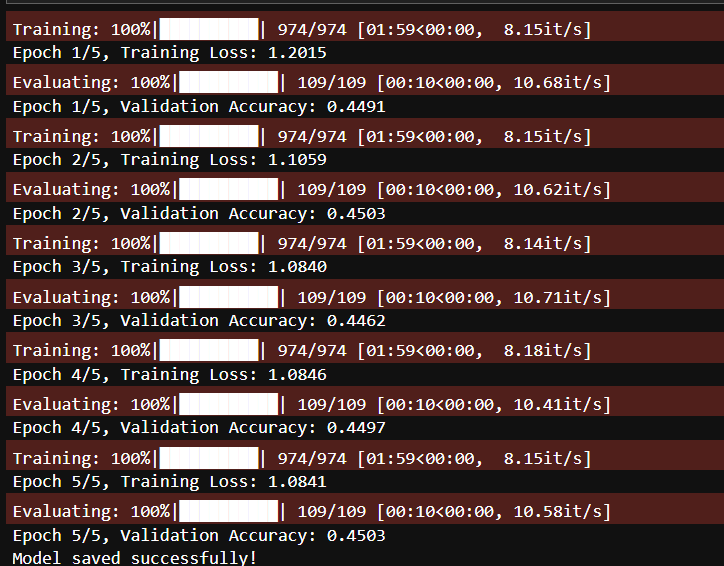 Training: 100%|██████████| 974/974 [01:59<00:00,  8.15it/s]
Epoch 1/5, Training Loss: 1.2015
Evaluating: 100%|██████████| 109/109 [00:10<00:00, 10.68it/s]
Epoch 1/5, Validation Accuracy: 0.4491
Training: 100%|██████████| 974/974 [01:59<00:00,  8.15it/s]
Epoch 2/5, Training Loss: 1.1059
Evaluating: 100%|██████████| 109/109 [00:10<00:00, 10.62it/s]
Epoch 2/5, Validation Accuracy: 0.4503
Training: 100%|██████████| 974/974 [01:59<00:00,  8.14it/s]
Epoch 3/5, Training Loss: 1.0840
Evaluating: 100%|██████████| 109/109 [00:10<00:00, 10.71it/s]
Epoch 3/5, Validation Accuracy: 0.4462
Training: 100%|██████████| 974/974 [01:59<00:00,  8.18it/s]
Epoch 4/5, Training Loss: 1.0846
Evaluating: 100%|██████████| 109/109 [00:10<00:00, 10.41it/s]
Epoch 4/5, Validation Accuracy: 0.4497
Training: 100%|██████████| 974/974 [01:59<00:00,  8.15it/s]
Epoch 5/5, Training Loss: 1.0841
Evaluating: 100%|██████████| 109/109 [00:10<00:00, 10.58it/s]
Epoch 5/5, Validation Accuracy: 0.4503
Model saved successfully!